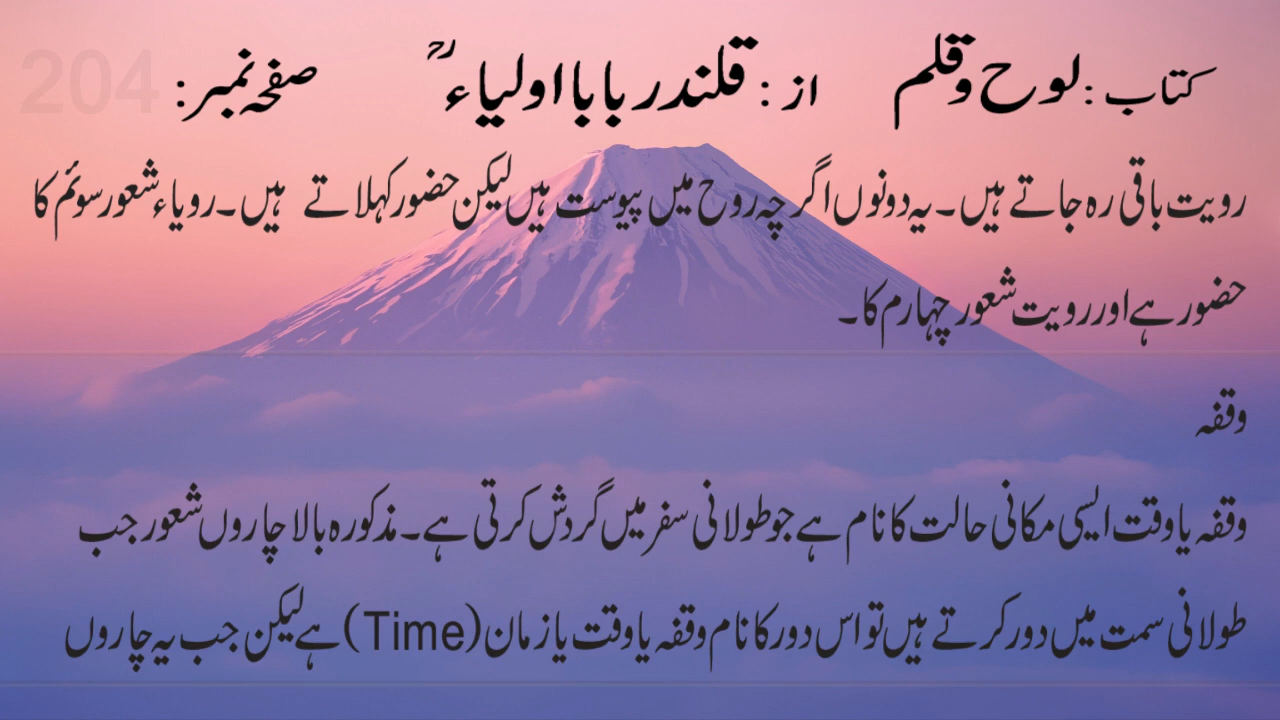 کتاب : لوح و قلم از : قلندر بابا اولیاءؒ صفحہ نمبر: 204
رویت باقی رہ جاتے ہیں۔ یہ دونوں اگرچہ روح میں پیوست ہیں لیکن حضور کہلاتے ہیں۔ رویاء شعور سوئم کا
حضور ہے اور رویت شعور چہارم کا۔
وقفہ
وقفہ یا وقت ایسی مکانی حالت کا نام ہے جو طولانی سفر میں گردش کرتی ہے۔ مذکورہ بالا چاروں شعور جب
طولانی سمت میں دور کرتے ہیں تو اس دور کا نام وقفہ یا وقت یا زمان (Time) ہے لیکن جب یہ چاروں